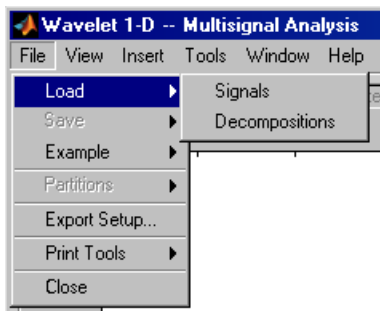 Wavelet 1-D -- Multisignal Analysis
File View Insert Tools Window Help
Load
Signals
Save
Decompositions
Example
Partitions
Export Setup...
Print Tools
Close